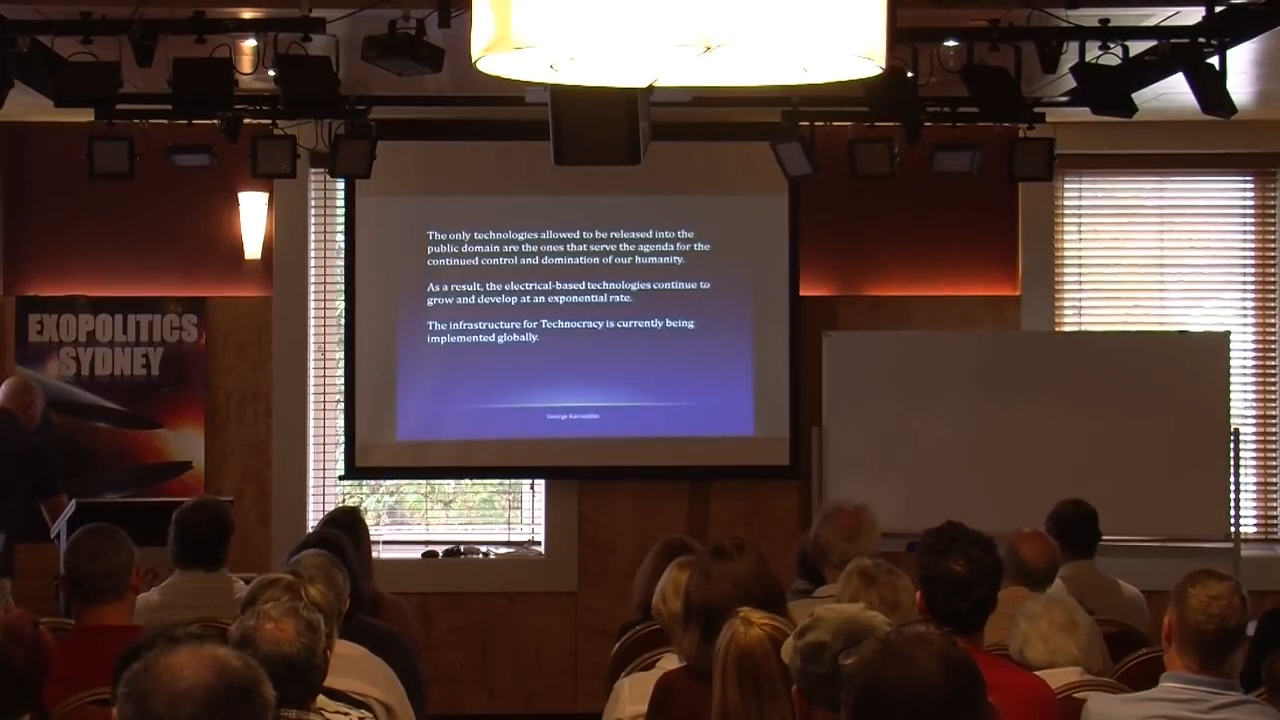 EXOPOLITICS
SYDNEY
The only technologies allowed to be released into the
public domain are the ones that serve the agenda for the
continued control and domination of our humanity.
As a result, the electrical-based technologies continue to
grow and develop at an exponential rate.
The infrastructure for Technocracy is currently being
implemented globally.
George